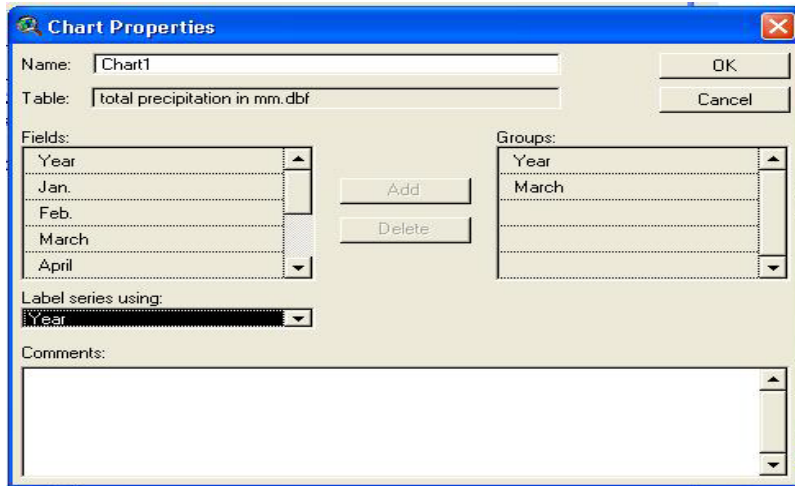 Chart Properties
Name: Chart1 OK
Table: total precipitation in mm.dbf Cancel
Fields: Groups:
Year Year
Jan. Add March
Feb.
Delete
March
April
Label series using:
Year
Comments: